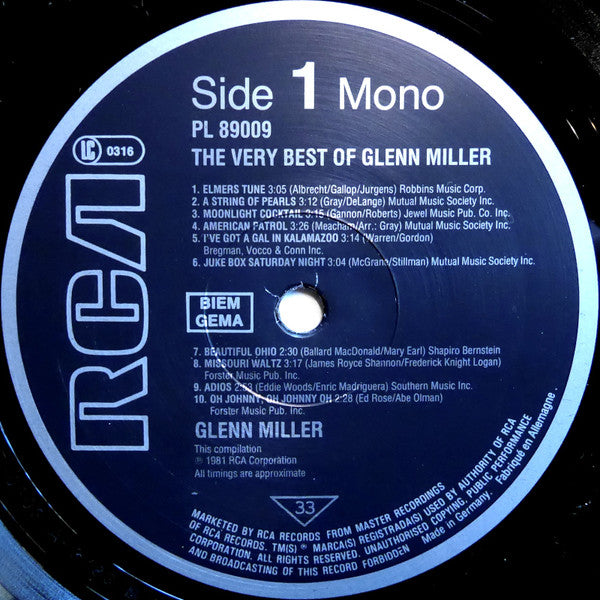 Side 1 Mono
PL 89009
THE VERY BEST OF GLENN MILLER
LC 0316
RCA
1. ELMERS TUNE 3:05 (Albrecht/Gallop/Jurgens) Robbins Music Corp.
2. A STRING OF PEARLS 3:12 (Gray/DeLange) Mutual Music Society Inc.
3. MOONLIGHT COCKTAIL 3:15 (Gannon/Roberts) Jewel Music Pub. Co. Inc.
4. AMERICAN PATROL 3:26 (Meacham/Arr.: Gray) Mutual Music Society Inc.
5. I'VE GOT A GAL IN KALAMAZOO 3:14 (Warren/Gordon)
Bregman, Vocco & Conn Inc.
6. JUKE BOX SATURDAY NIGHT 3:04 (McGrane/Stillman) Mutual Music Society Inc.
BIEM
GEMA
7. BEAUTIFUL OHIO 2:30 (Ballard MacDonald/Mary Earl) Shapiro Bernstein
8. MISSOURI WALTZ 3:17 (James Royce Shannon/Frederick Knight Logan)
Forster Music Pub. Inc.
9. ADIOS 2:53 (Eddie Woods/Enric Madriguera) Southern Music Inc.
10. OH JOHNNY, OH JOHNNY OH 2:28 (Ed Rose/Abe Olman)
Forster Music Pub. Inc.
GLENN MILLER
This compilation
℗ 1981 RCA Corporation
All timings are approximate
33
MARKETED BY RCA RECORDS FROM MASTER RECORDINGS
OF RCA RECORDS. TM(S) ® MARCA(S) REGISTRADA(S) USED BY AUTHORITY OF RCA
CORPORATION. ALL RIGHTS RESERVED. UNAUTHORISED COPYING, PUBLIC PERFORMANCE
AND BROADCASTING OF THIS RECORD FORBIDDEN
Made in Germany. Fabriqué en Allemagne.